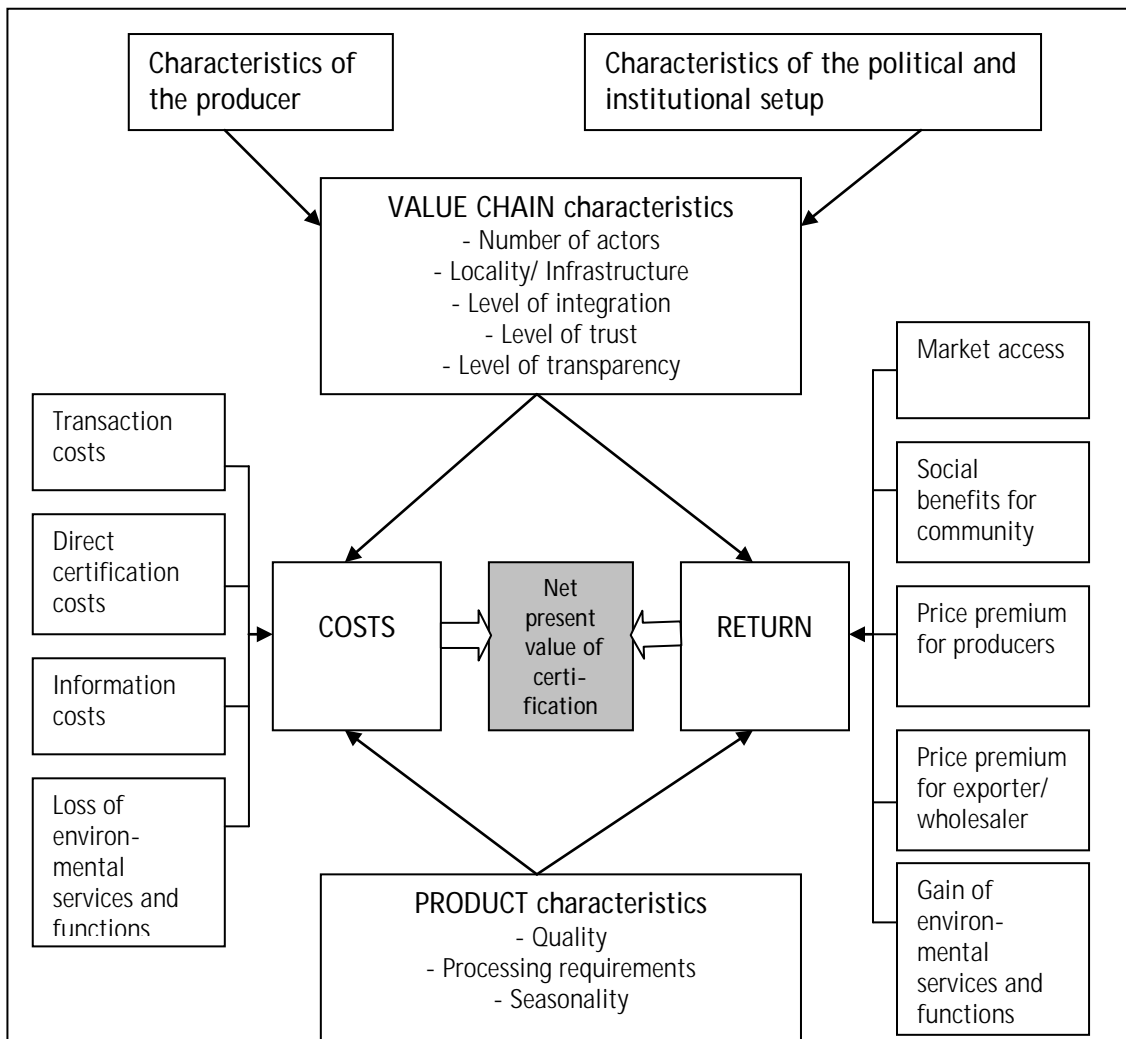 Characteristics of
the producer
Characteristics of the political and
institutional setup
VALUE CHAIN characteristics
- Number of actors
- Locality/ Infrastructure
- Level of integration
- Level of trust
- Level of transparency
Transaction
costs
Direct
certification
costs
Information
costs
Loss of
environ-
mental
services and
functions
COSTS
Net
present
value of
certi-
fication
RETURN
Market access
Social
benefits for
community
Price premium
for producers
Price premium
for exporter/
wholesaler
Gain of
environ-
mental
services and
functions
PRODUCT characteristics
- Quality
- Processing requirements
- Seasonality